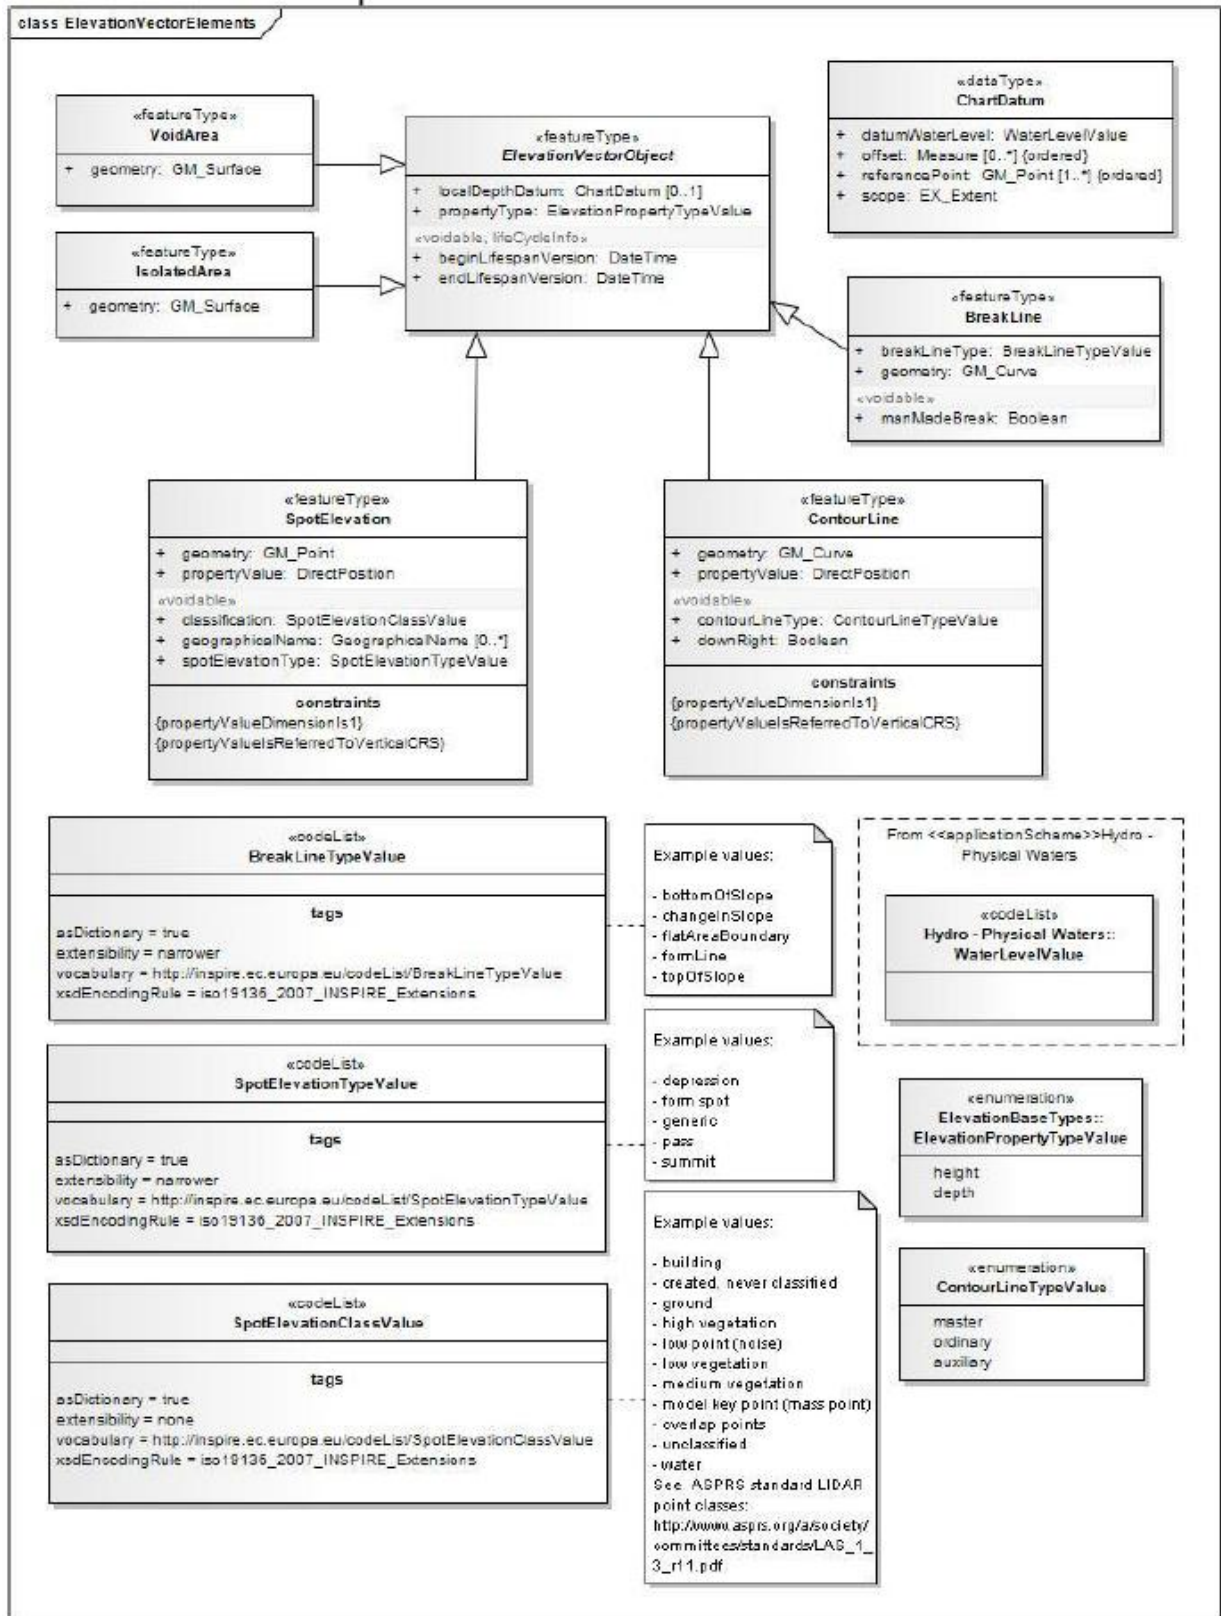 class ElevationVectorElements
«featureType»
VoidArea
+ geometry: GM_Surface
«featureType»
IsolatedArea
+ geometry: GM_Surface
«featureType»
ElevationVectorObject
+ localDepthDatum: ChartDatum [0..1]
+ propertyType: ElevationPropertyTypeValue
«voidable, lifeCycleInfo»
+ beginLifespanVersion: DateTime
+ endLifespanVersion: DateTime
«dataType»
ChartDatum
+ datumWaterLevel: WaterLevelValue
+ offset: Measure [0..*] {ordered}
+ referencePoint: GM_Point [1..*] {ordered}
+ scope: EX_Extent
«featureType»
BreakLine
+ breakLineType: BreakLineTypeValue
+ geometry: GM_Curve
«voidable»
+ manMadeBreak: Boolean
«featureType»
SpotElevation
+ geometry: GM_Point
+ propertyValue: DirectPosition
«voidable»
+ classification: SpotElevationClassValue
+ geographicalName: GeographicalName [0..*]
+ spotElevationType: SpotElevationTypeValue
constraints
{propertyValueDimensionIs1}
{propertyValueIsReferredToVerticalCRS}
«featureType»
ContourLine
+ geometry: GM_Curve
+ propertyValue: DirectPosition
«voidable»
+ contourLineType: ContourLineTypeValue
+ downRight: Boolean
constraints
{propertyValueDimensionIs1}
{propertyValueIsReferredToVerticalCRS}
«codeList»
BreakLineTypeValue
tags
asDictionary = true
extensibility = narrower
vocabulary = http://inspire.ec.europa.eu/codeList/BreakLineTypeValue
xsdEncodingRule = iso19136_2007_INSPIRE_Extensions
Example values:
- bottomOfSlope
- changeInSlope
- flatAreaBoundary
- formLine
- topOfSlope
From <<applicationSchame>>Hydro -
Physical Waters
«codeList»
Hydro - Physical Waters::
WaterLevelValue
«codeList»
SpotElevationTypeValue
tags
asDictionary = true
extensibility = narrower
vocabulary = http://inspire.ec.europa.eu/codeList/SpotElevationTypeValue
xsdEncodingRule = iso19136_2007_INSPIRE_Extensions
Example values:
- depression
- form spot
- generic
- pass
- summit
«enumeration»
ElevationBaseTypes::
ElevationPropertyTypeValue
height
depth
«codeList»
SpotElevationClassValue
tags
asDictionary = true
extensibility = none
vocabulary = http://inspire.ec.europa.eu/codeList/SpotElevationClassValue
xsdEncodingRule = iso19136_2007_INSPIRE_Extensions
Example values:
- building
- created, never classified
- ground
- high vegetation
- low point (noise)
- low vegetation
- medium vegetation
- model key point (mass point)
- overlap points
- unclassified
- water
See ASPRS standard LIDAR
point classes:
http://www.asprs.org/a/society/
committees/standards/LAS_1_
3_r11.pdf
«enumeration»
ContourLineTypeValue
master
ordinary
auxiliary